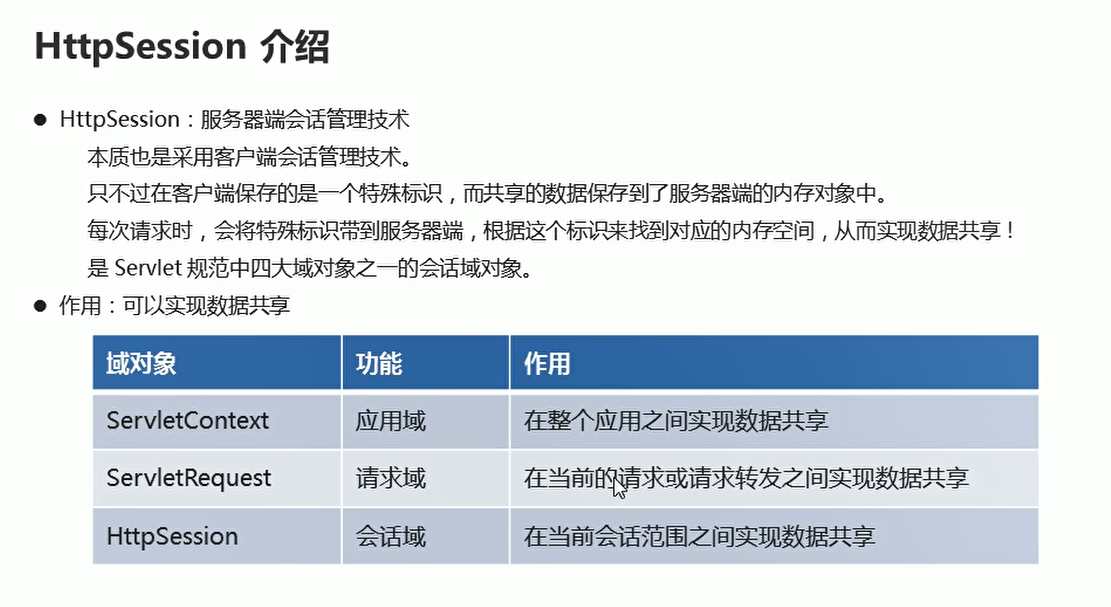 HttpSession 介绍
● HttpSession：服务器端会话管理技术
本质也是采用客户端会话管理技术。
只不过在客户端保存的是一个特殊标识，而共享的数据保存到了服务器端的内存对象中。
每次请求时，会将特殊标识带到服务器端，根据这个标识来找到对应的内存空间，从而实现数据共享！
是 Servlet 规范中四大域对象之一的会话域对象。
● 作用：可以实现数据共享
域对象 功能 作用
ServletContext 应用域 在整个应用之间实现数据共享
ServletRequest 请求域 在当前的请求或请求转发之间实现数据共享
HttpSession 会话域 在当前会话范围之间实现数据共享